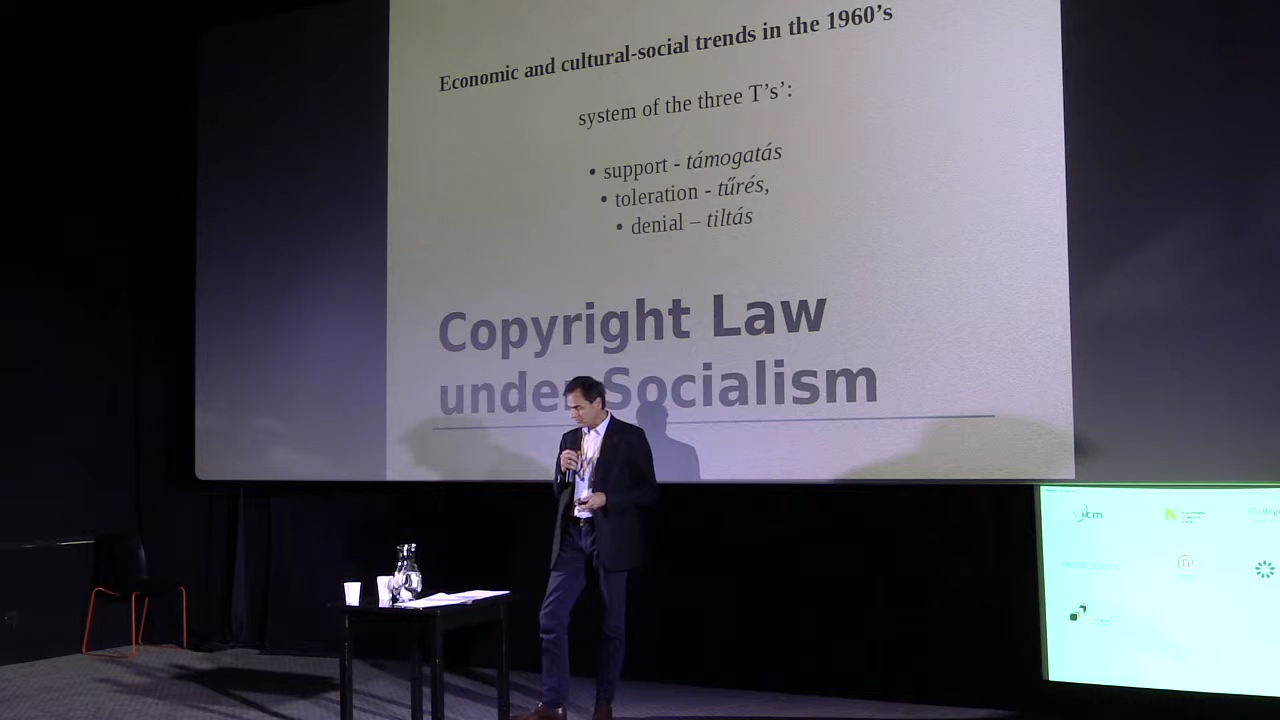 Economic and cultural-social trends in the 1960’s
system of the three T’s’:
• support - támogatás
• toleration - tűrés,
• denial – tiltás
Copyright Law
under Socialism
ucm